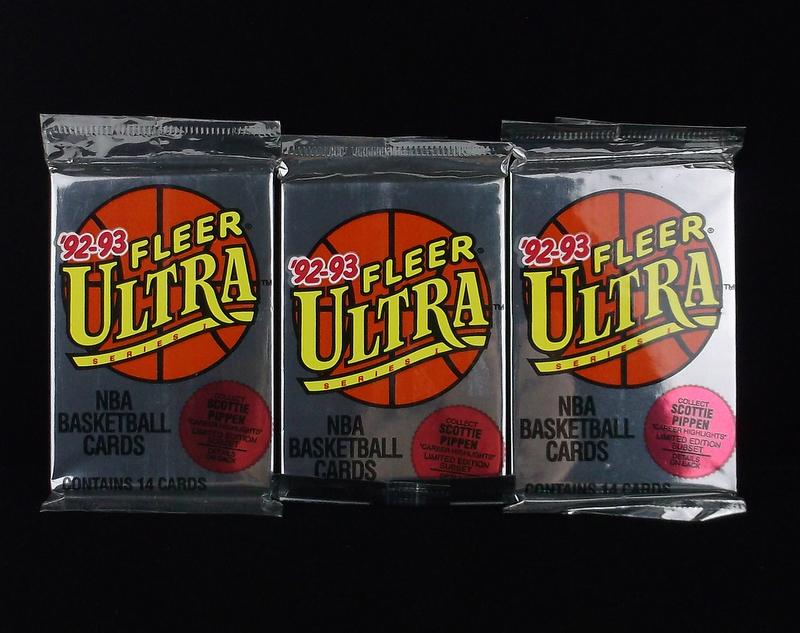 '92-93 FLEER®
ULTRA™
SERIES I
NBA
BASKETBALL
CARDS
COLLECT
SCOTTIE
PIPPEN
"CAREER HIGHLIGHTS"
LIMITED EDITION
SUBSET
DETAILS
ON BACK
CONTAINS 14 CARDS
'92-93 FLEER®
ULTRA™
SERIES I
NBA
BASKETBALL
CARDS
COLLECT
SCOTTIE
PIPPEN
"CAREER HIGHLIGHTS"
LIMITED EDITION
SUBSET
'92-93 FLEER®
ULTRA™
SERIES I
NBA
BASKETBALL
CARDS
COLLECT
SCOTTIE
PIPPEN
"CAREER HIGHLIGHTS"
LIMITED EDITION
SUBSET
DETAILS
ON BACK
CONTAINS 14 CARDS